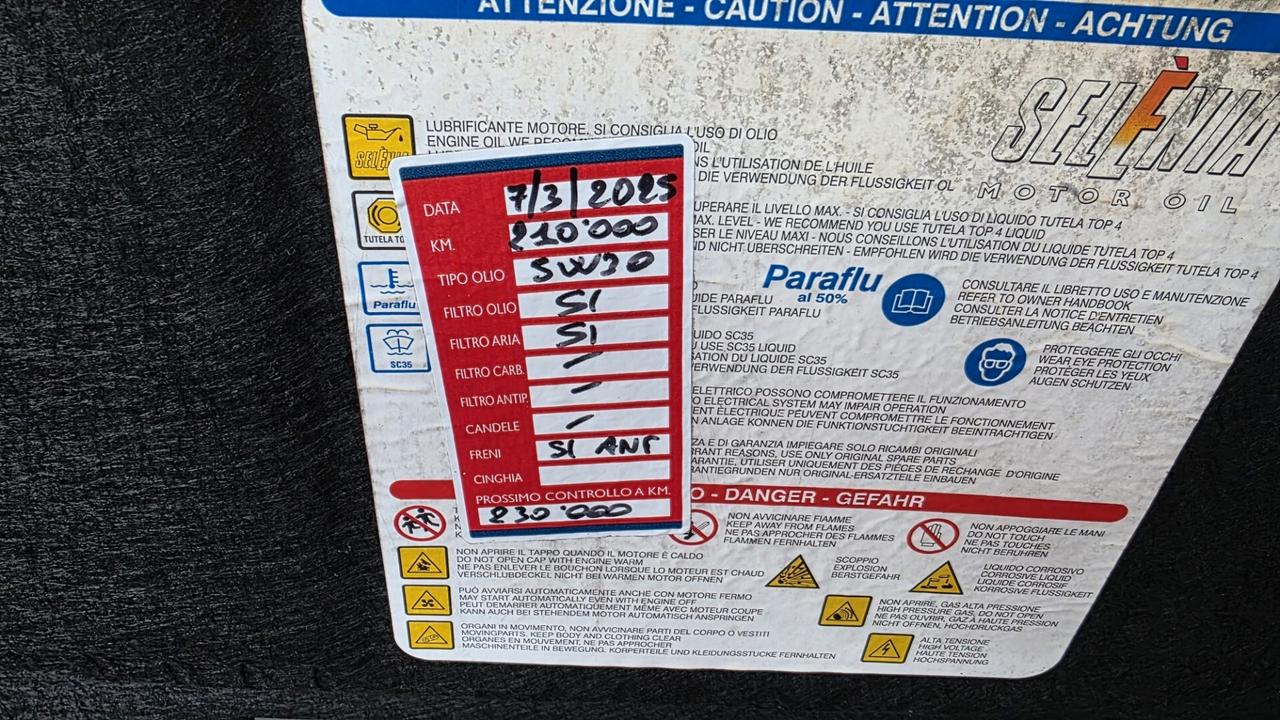 ATTENZIONE - CAUTION - ATTENTION - ACHTUNG
SELÈNIA
MOTOR OIL
LUBRIFICANTE MOTORE, SI CONSIGLIA L'USO DI OLIO
ENGINE OIL WE
OIL
NS L'UTILISATION DE L'HUILE
DIE VERWENDUNG DER FLUSSIGKEIT OL
SELÈNIA
TUTELA TO
UPERARE IL LIVELLO MAX. - SI CONSIGLIA L'USO DI LIQUIDO TUTELA TOP 4
MAX. LEVEL - WE RECOMMEND YOU USE TUTELA TOP 4 LIQUID
SER LE NIVEAU MAXI - NOUS CONSEILLONS L'UTILISATION DU LIQUIDE TUTELA TOP 4
D NICHT UBERSCHREITEN - EMPFOHLEN WIRD DIE VERWENDUNG DER FLUSSIGKEIT TUTELA TOP 4
Paraflu
O
UIDE PARAFLU
FLUSSIGKEIT PARAFLU
Paraflu
al 50%
CONSULTARE IL LIBRETTO USO E MANUTENZIONE
REFER TO OWNER HANDBOOK
CONSULTER LA NOTICE D'ENTRETIEN
BETRIEBSANLEITUNG BEACHTEN
SC35
UIDO SC35
USE SC35 LIQUID
SATION DU LIQUIDE SC35
VERWENDUNG DER FLUSSIGKEIT SC35
PROTEGGERE GLI OCCHI
WEAR EYE PROTECTION
PROTÉGER LES YEUX
AUGEN SCHUTZEN
ELETTRICO POSSONO COMPROMETTERE IL FUNZIONAMENTO
O ELECTRICAL SYSTEM MAY IMPAIR OPERATION
ENT ÉLECTRIQUE PEUVENT COMPROMETTRE LE FONCTIONNEMENT
N ANLAGE KONNEN DIE FUNKTIONSTUCHTIGKEIT BEEINTRACHTIGEN
ZA E DI GARANZIA IMPIEGARE SOLO RICAMBI ORIGINALI
RRANT REASONS, USE ONLY ORIGINAL SPARE PARTS
ARANTIE, UTILISER UNIQUEMENT DES PIÈCES DE RECHANGE D'ORIGINE
RANTIEGRUNDEN NUR ORIGINAL-ERSATZTEILE EINBAUEN
DATA 7/3/2025
KM. 210'000
TIPO OLIO 5W30
FILTRO OLIO SI
FILTRO ARIA SI
FILTRO CARB. /
FILTRO ANTIP. /
CANDELE /
FRENI SI ANT
CINGHIA
PROSSIMO CONTROLLO A KM.
230'000
O - DANGER - GEFAHR
NON AVVICINARE FIAMME
KEEP AWAY FROM FLAMES
NE PAS APPROCHER DES FLAMMES
FLAMMEN FERNHALTEN
NON APPOGGIARE LE MANI
DO NOT TOUCH
NE PAS TOUCHES
NICHT BERUHREN
NON APRIRE IL TAPPO QUANDO IL MOTORE È CALDO
DO NOT OPEN CAP WITH ENGINE WARM
NE PAS ENLEVER LE BOUCHON LORSQUE LO MOTEUR EST CHAUD
VERSCHLUBDECKEL NICHT BEI WARMEN MOTOR OFFNEN
SCOPPIO
EXPLOSION
BERSTGEFAHR
LIQUIDO CORROSIVO
CORROSIVE LIQUID
LIQUIDE CORROSIF
KORROSIVE FLUSSIGKEIT
PUÒ AVVIARSI AUTOMATICAMENTE ANCHE CON MOTORE FERMO
MAY START AUTOMATICALLY EVEN WITH ENGINE OFF
PEUT DEMARRER AUTOMATIQUEMENT MÊME AVEC MOTEUR COUPE
KANN AUCH BEI STEHENDEM MOTOR AUTOMATISCH ANSPRINGEN
NON APRIRE, GAS ALTA PRESSIONE
HIGH PRESSURE GAS, DO NOT OPEN
NE PAS OUVRIR, GAZ À HAUTE PRESSION
NICHT OFFNEN, HOCHDRUCKGAS
ORGANI IN MOVIMENTO, NON AVVICINARE PARTI DEL CORPO O VESTITI
MOVINGPARTS. KEEP BODY AND CLOTHING CLEAR
ORGANES EN MOUVEMENT, NE PAS APPROCHER
MASCHINENTEILE IN BEWEGUNG. KORPERTEILE UND KLEIDUNGSSTUCKE FERNHALTEN
ALTA TENSIONE
HIGH VOLTAGE
HAUTE TENSION
HOCHSPANNUNG